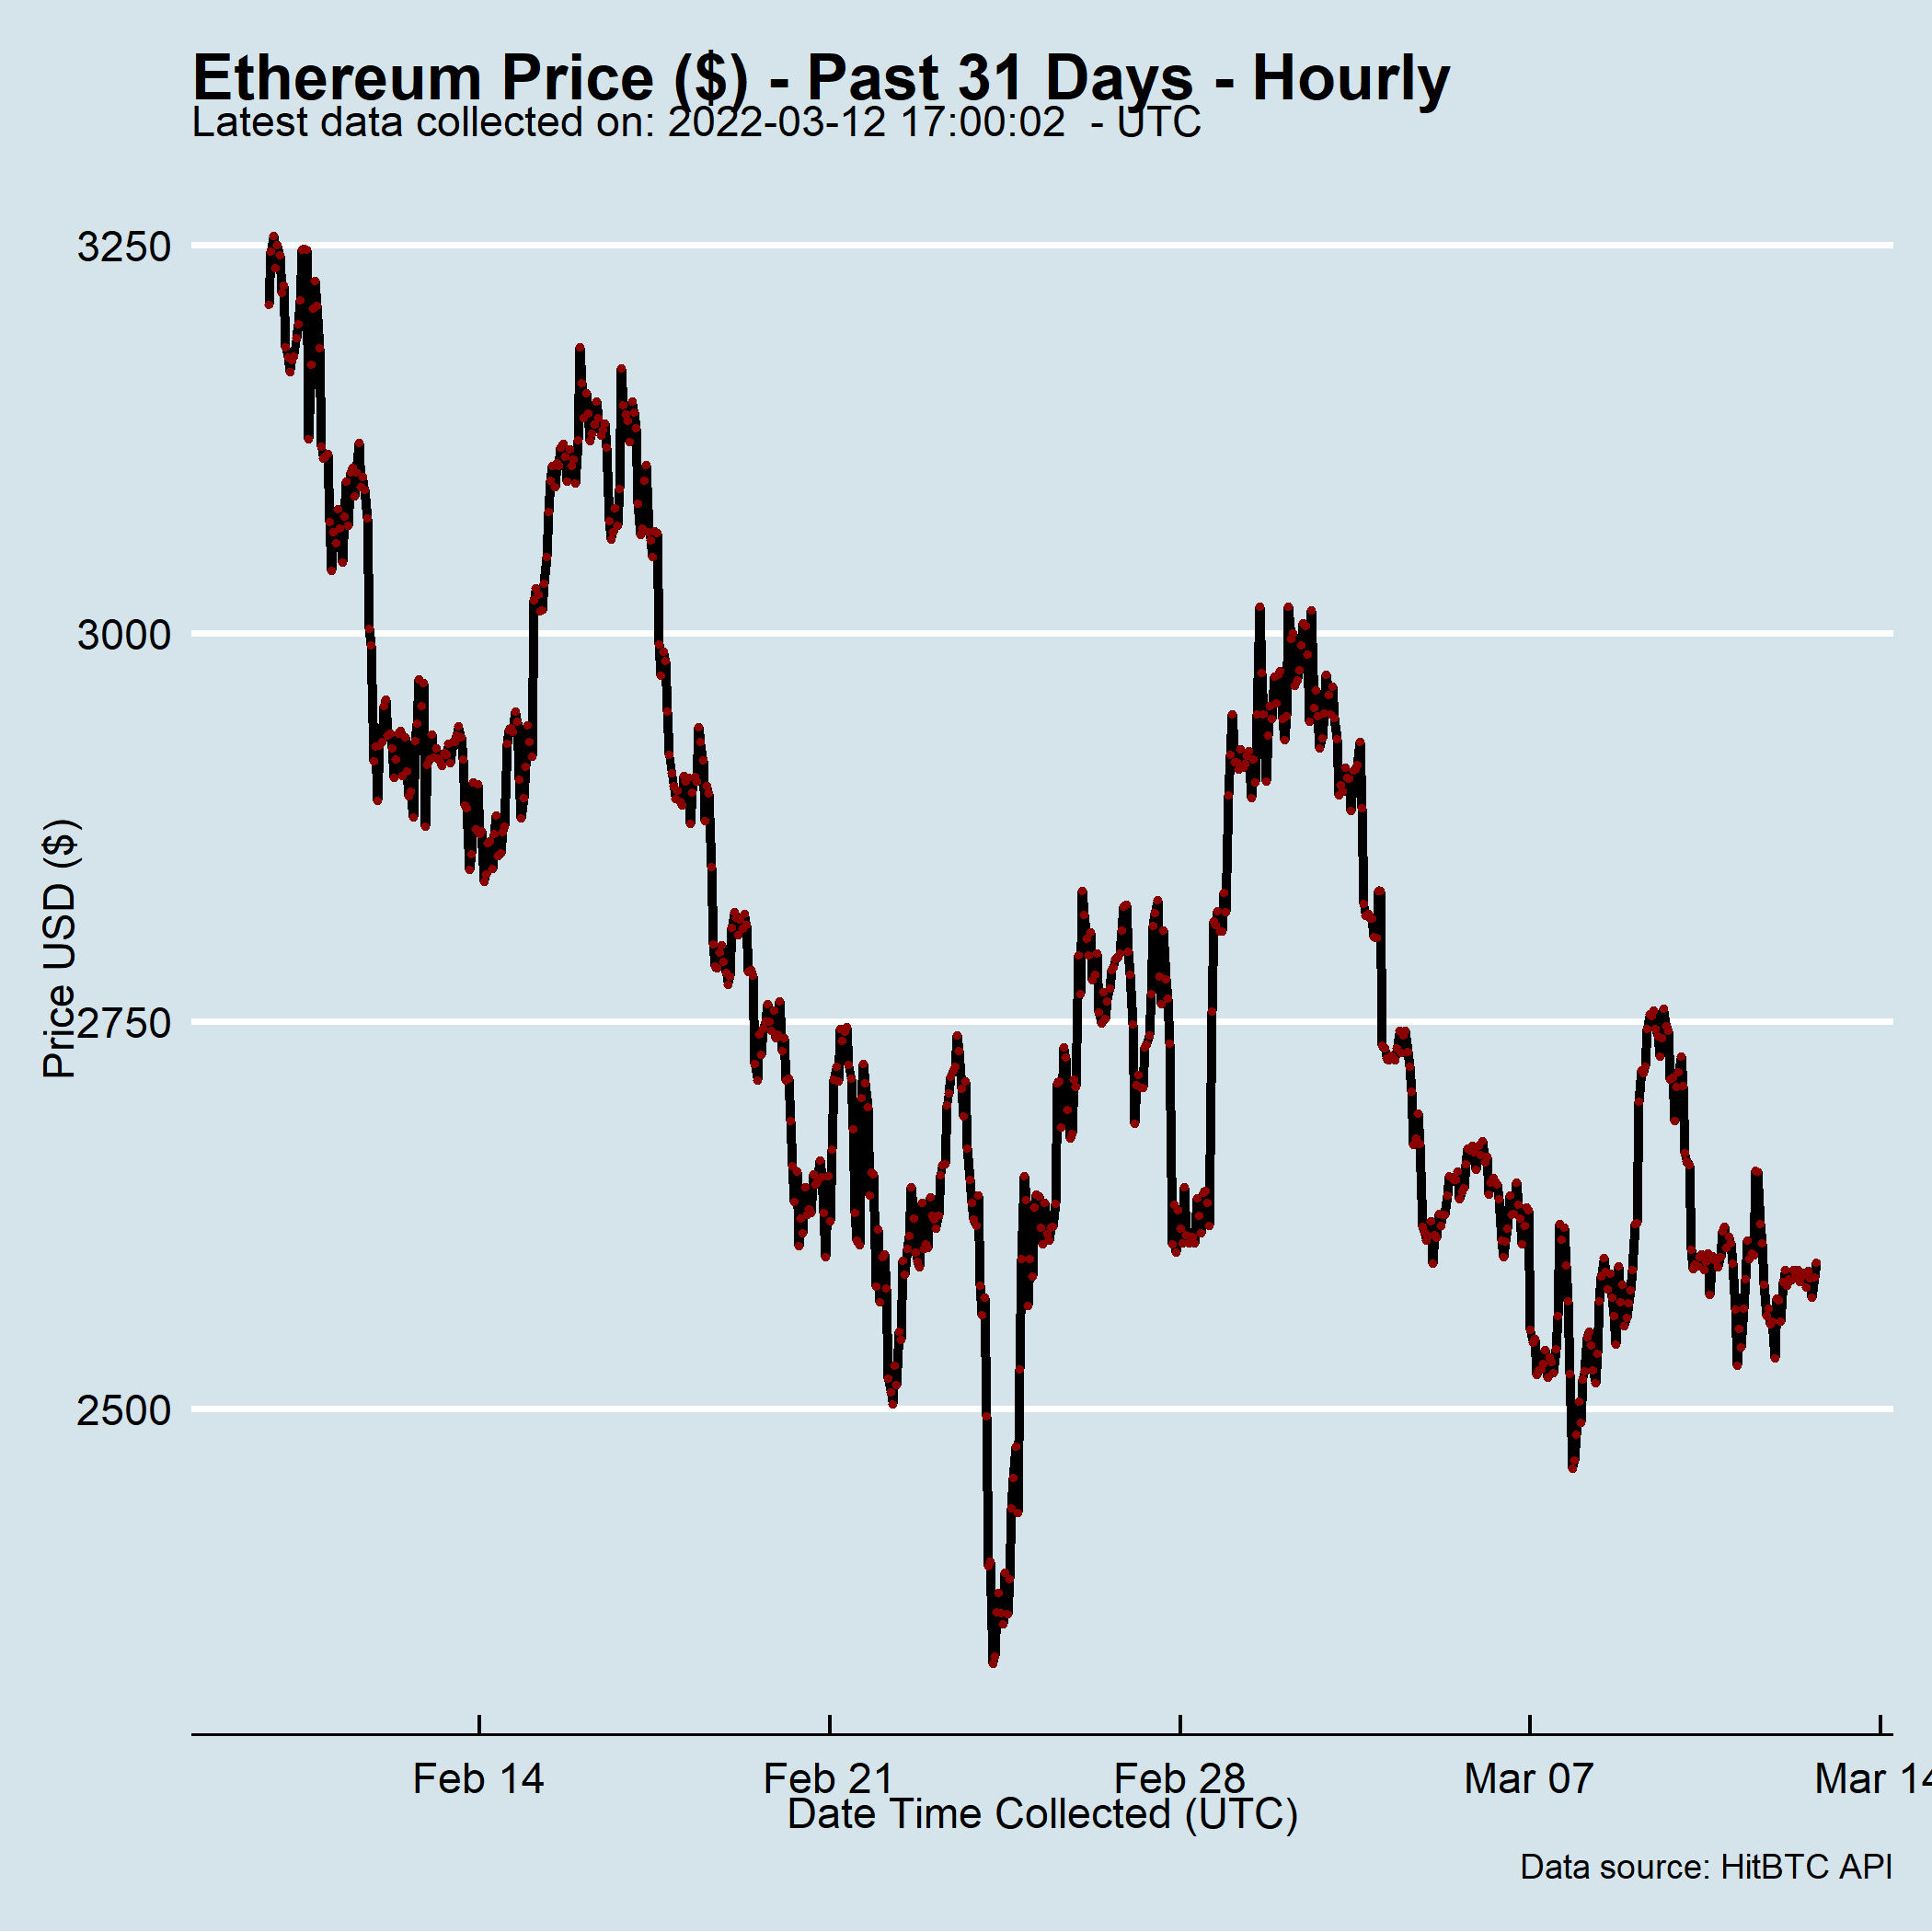 Ethereum Price ($) - Past 31 Days - Hourly
Latest data collected on: 2022-03-12 17:00:02  - UTC
3250
3000
2750
2500
Price USD ($)
Feb 14
Feb 21
Feb 28
Mar 07
Mar 14
Date Time Collected (UTC)
Data source: HitBTC API